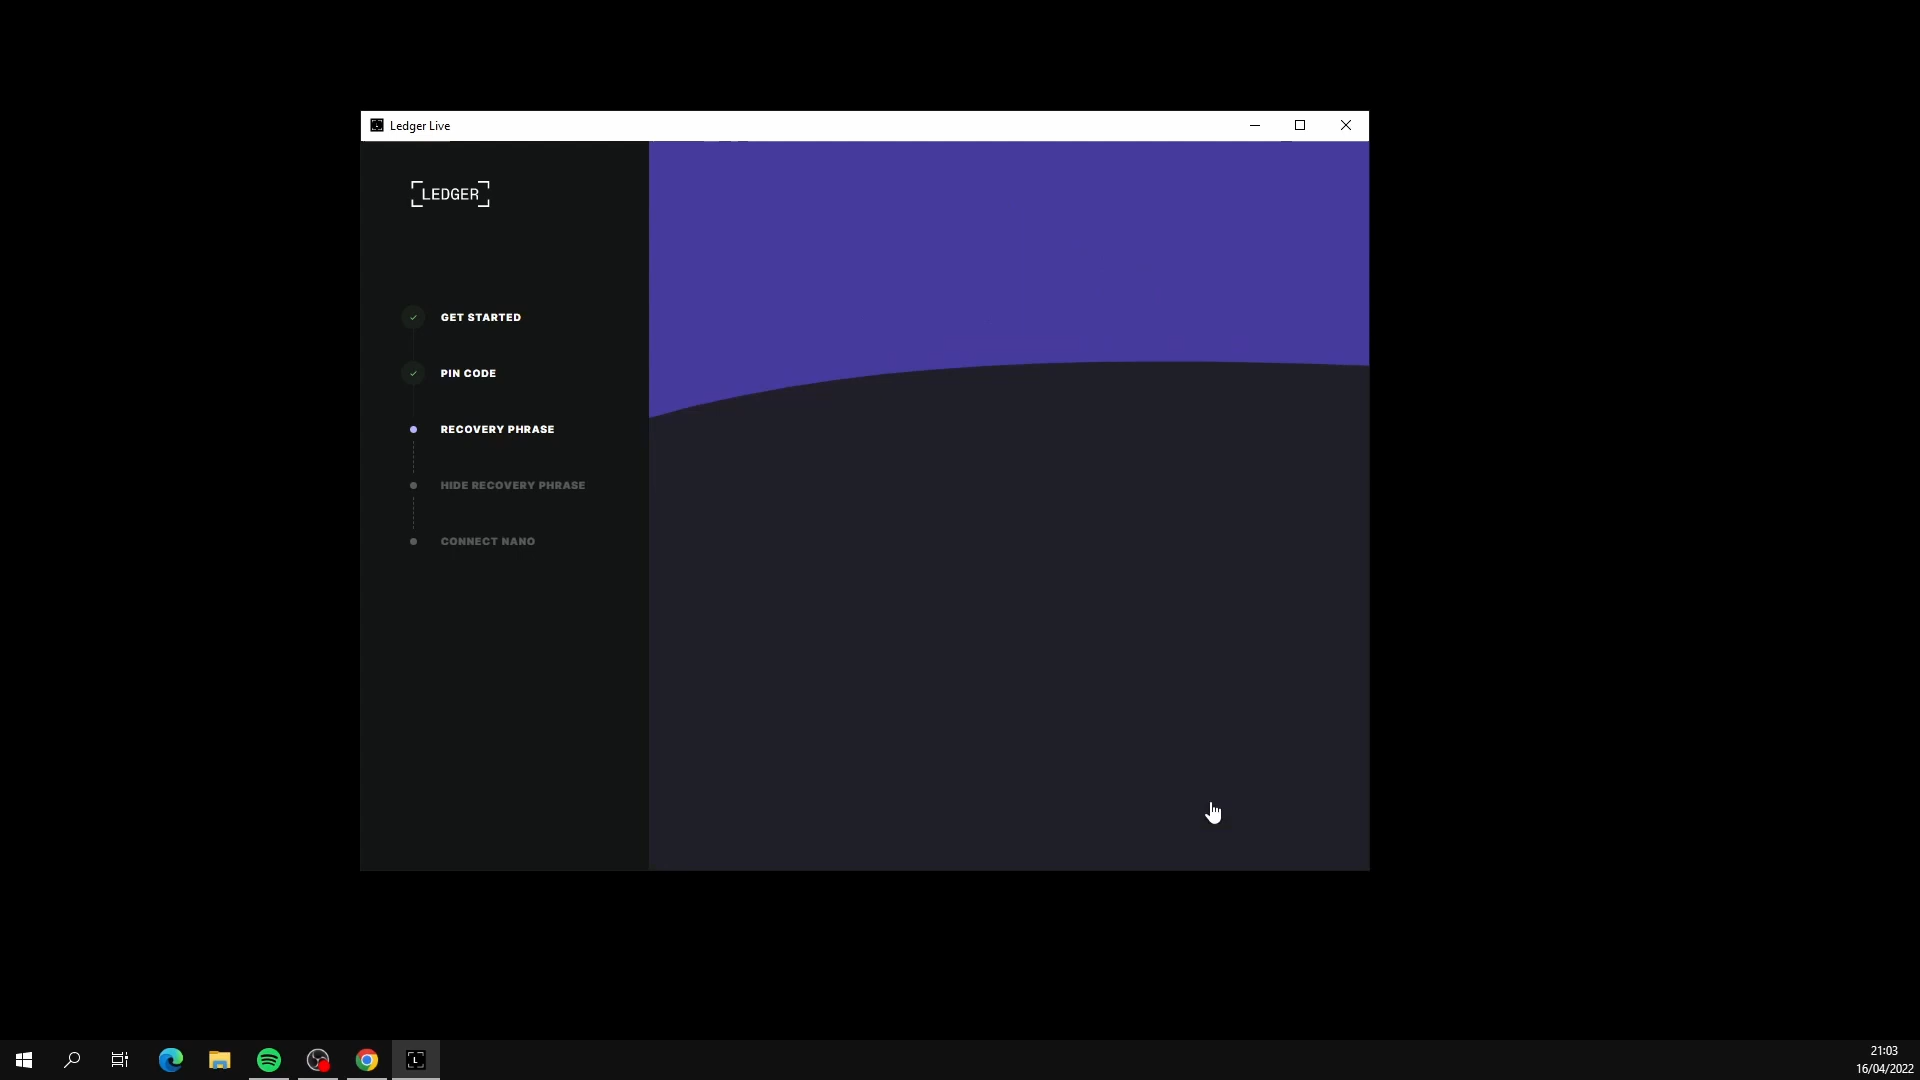 Ledger Live
LEDGER
GET STARTED
PIN CODE
RECOVERY PHRASE
HIDE RECOVERY PHRASE
CONNECT NANO
L
21:03
16/04/2022